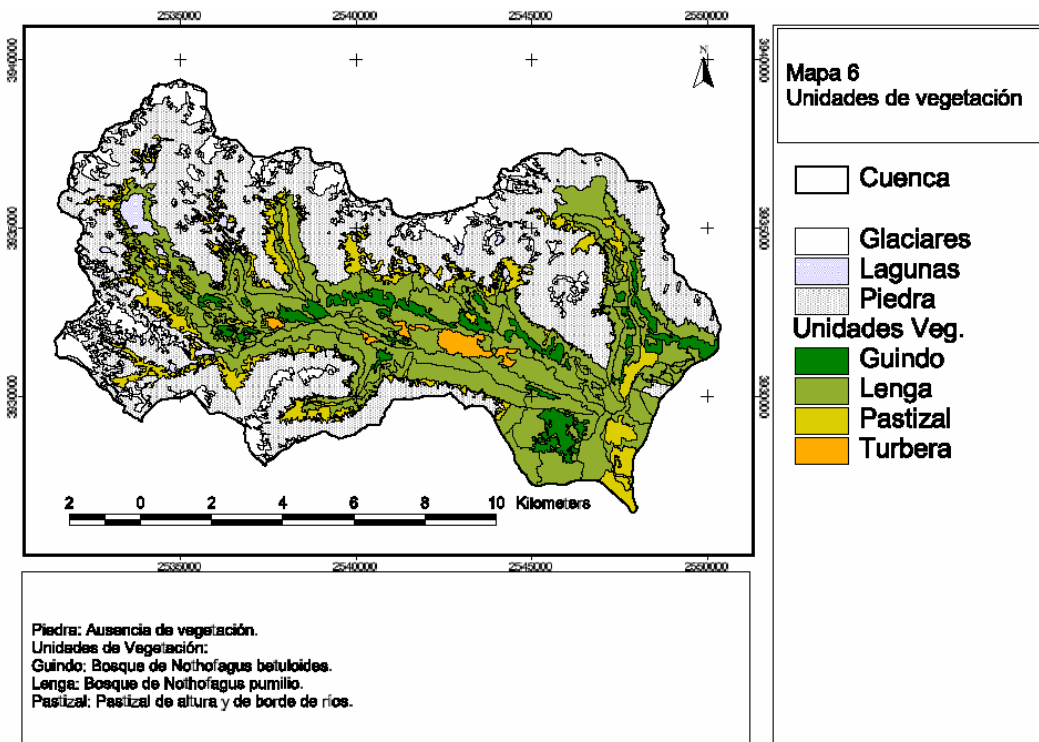 2535000 2540000 2545000 2550000
3940000 3940000
N
3935000 3935000
3930000 3930000
2 0 2 4 6 8 10 Kilometers
2535000 2540000 2545000 2550000
Mapa 6
Unidades de vegetación
Cuenca
Glaciares
Lagunas
Piedra
Unidades Veg.
Guindo
Lenga
Pastizal
Turbera
Piedra: Ausencia de vegetación.
Unidades de Vegetación:
Guindo: Bosque de Nothofagus betuloides.
Lenga: Bosque de Nothofagus pumilio.
Pastizal: Pastizal de altura y de borde de ríos.